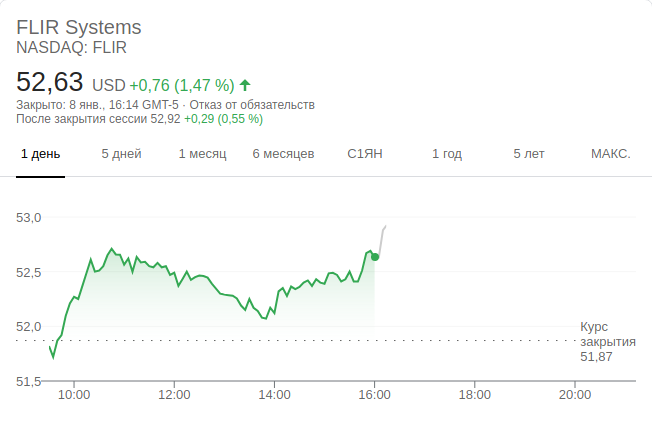 FLIR Systems
NASDAQ: FLIR
52,63 USD +0,76 (1,47 %)
Закрыто: 8 янв., 16:14 GMT-5 · Отказ от обязательств
После закрытия сессии 52,92 +0,29 (0,55 %)
1 день 5 дней 1 месяц 6 месяцев С1ЯН 1 год 5 лет МАКС.
53,0
52,5
52,0
Курс
закрытия
51,87
51,5
10:00 12:00 14:00 16:00 18:00 20:00